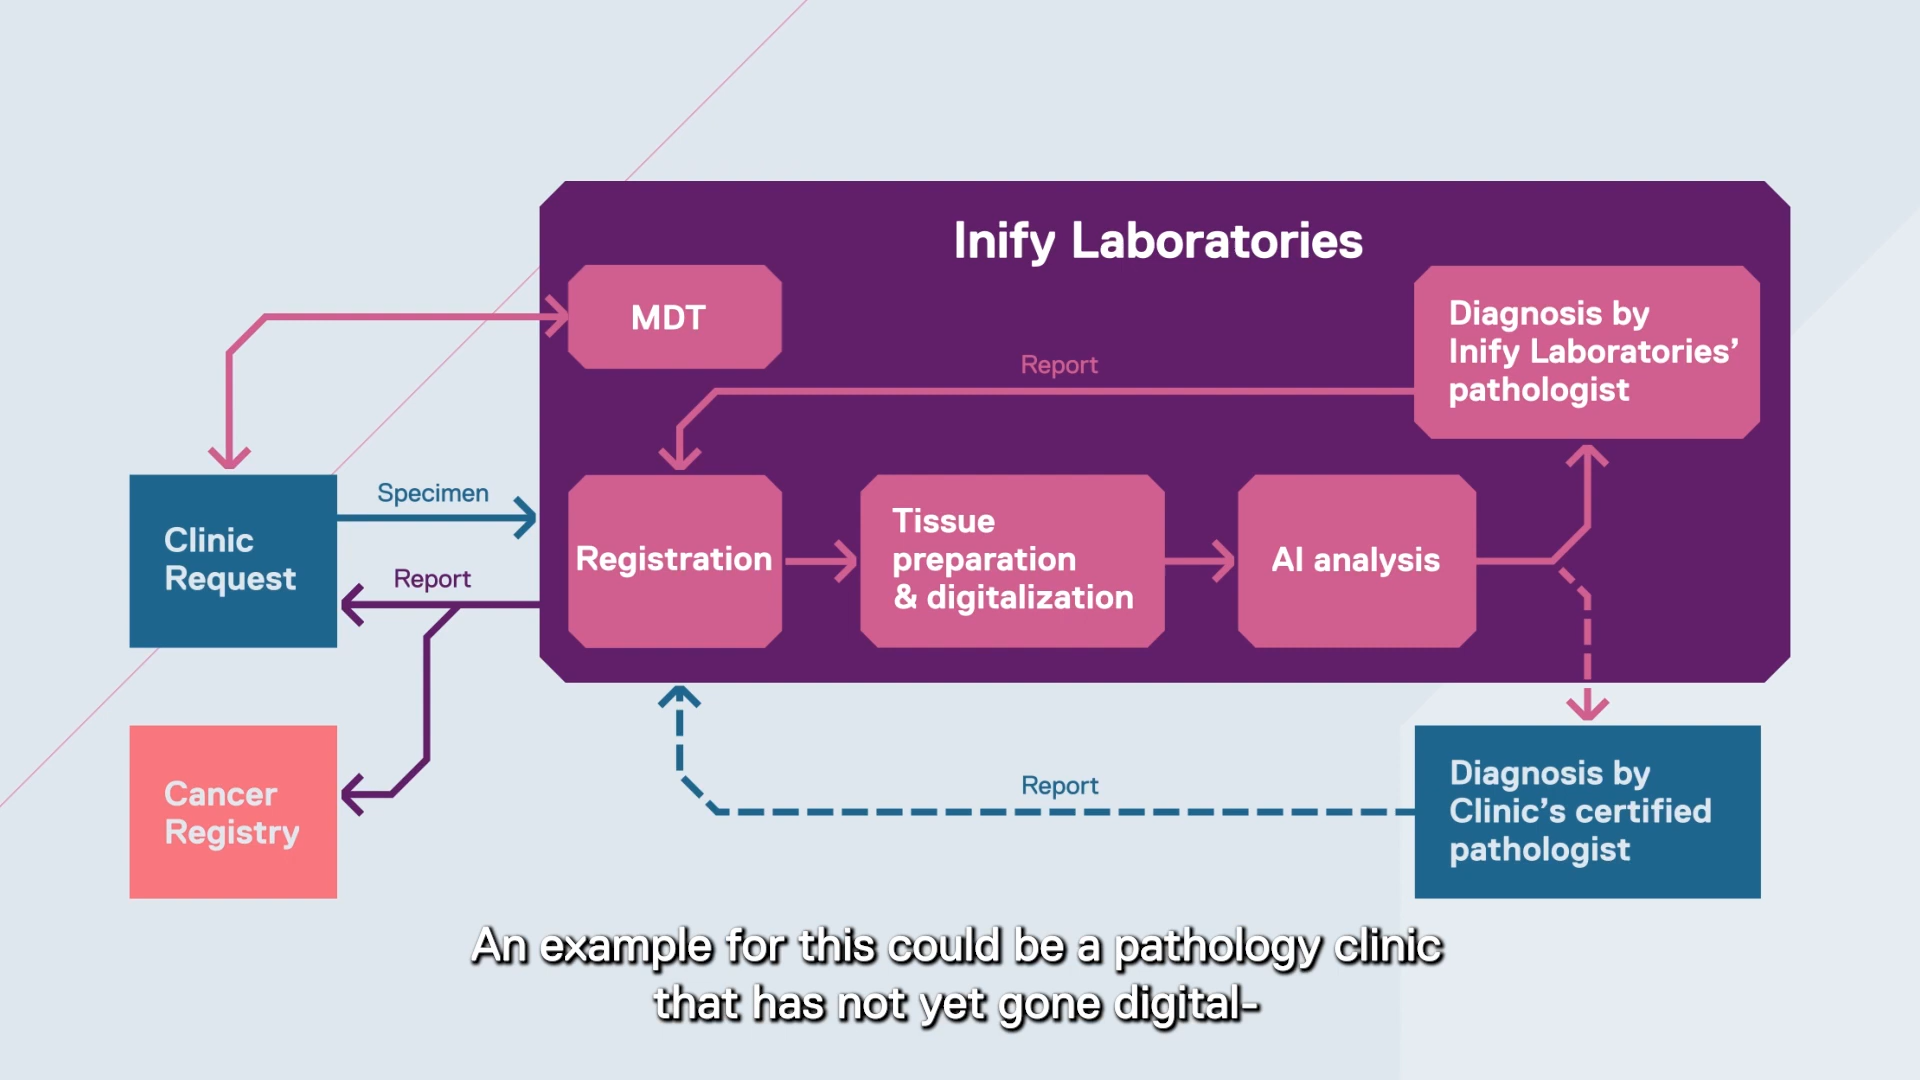 Inify Laboratories
MDT
Diagnosis by
Inify Laboratories’
pathologist
Report
Specimen
Clinic
Request
Registration
Tissue
preparation
& digitalization
AI analysis
Report
Cancer
Registry
Report
Diagnosis by
Clinic’s certified
pathologist
An example for this could be a pathology clinic
that has not yet gone digital-